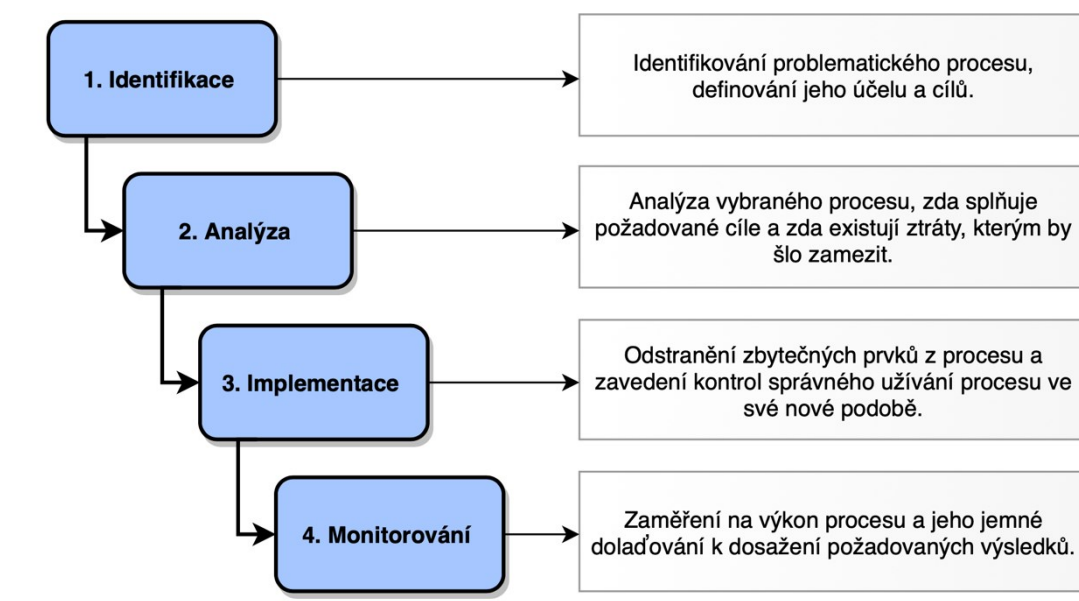 1. Identifikace
Identifikování problematického procesu,
definování jeho účelu a cílů.
2. Analýza
Analýza vybraného procesu, zda splňuje
požadované cíle a zda existují ztráty, kterým by
šlo zamezit.
3. Implementace
Odstranění zbytečných prvků z procesu a
zavedení kontrol správného užívání procesu ve
své nové podobě.
4. Monitorování
Zaměření na výkon procesu a jeho jemné
dolaďování k dosažení požadovaných výsledků.